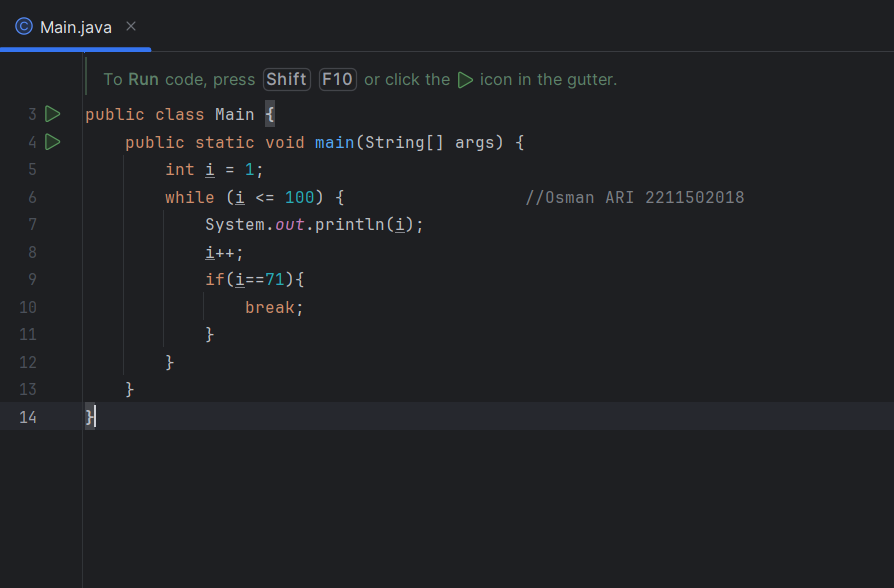 Main.java
To Run code, press Shift F10 or click the icon in the gutter.
3 public class Main {
4     public static void main(String[] args) {
5         int i = 1;
6         while (i <= 100) {                  //Osman ARI 2211502018
7             System.out.println(i);
8             i++;
9             if(i==71){
10                 break;
11             }
12         }
13     }
14 }